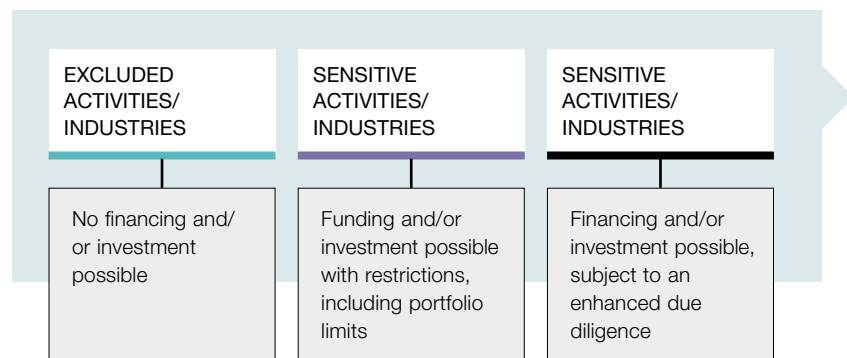 EXCLUDED
ACTIVITIES/
INDUSTRIES
No financing and/
or investment
possible
SENSITIVE
ACTIVITIES/
INDUSTRIES
Funding and/or
investment possible
with restrictions,
including portfolio
limits
SENSITIVE
ACTIVITIES/
INDUSTRIES
Financing and/or
investment possible,
subject to an
enhanced due
diligence